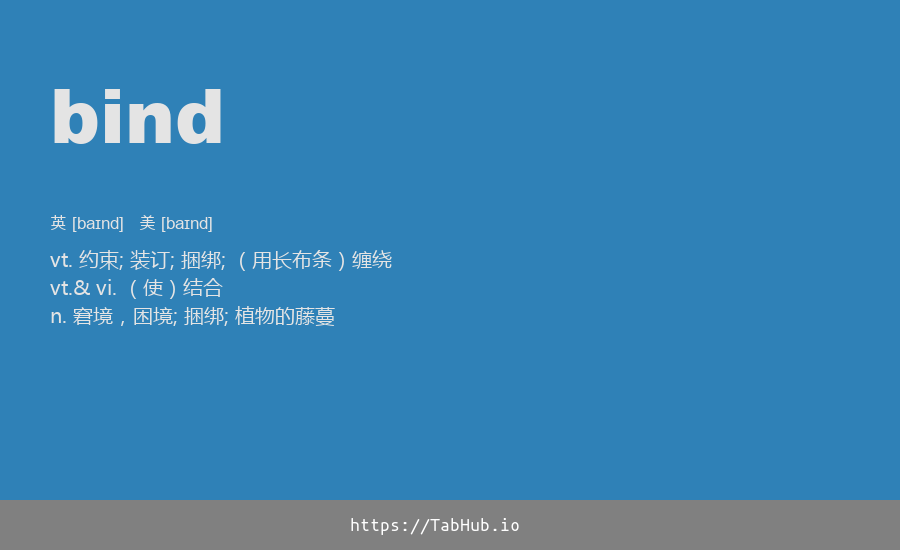 bind
英 [baɪnd] 美 [baɪnd]
vt. 约束; 装订; 捆绑; （用长布条）缠绕
vt.& vi. （使）结合
n. 窘境，困境; 捆绑; 植物的藤蔓
https://TabHub.io